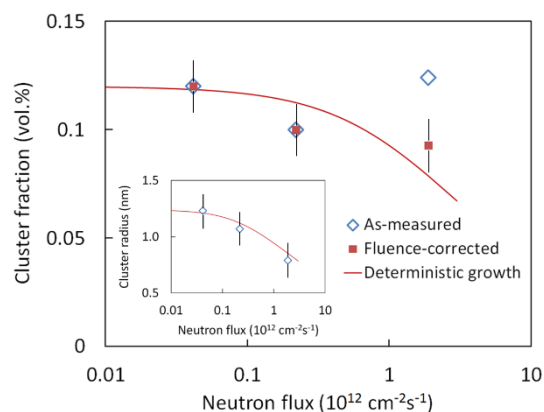 0.15
0.1
0.05
0
Cluster fraction (vol.%)
0.01
0.1
1
10
Neutron flux (10¹² cm⁻²s⁻¹)
1.5
1.0
0.5
Cluster radius (nm)
0.01
0.1
1
10
Neutron flux (10¹² cm⁻²s⁻¹)
As-measured
Fluence-corrected
Deterministic growth